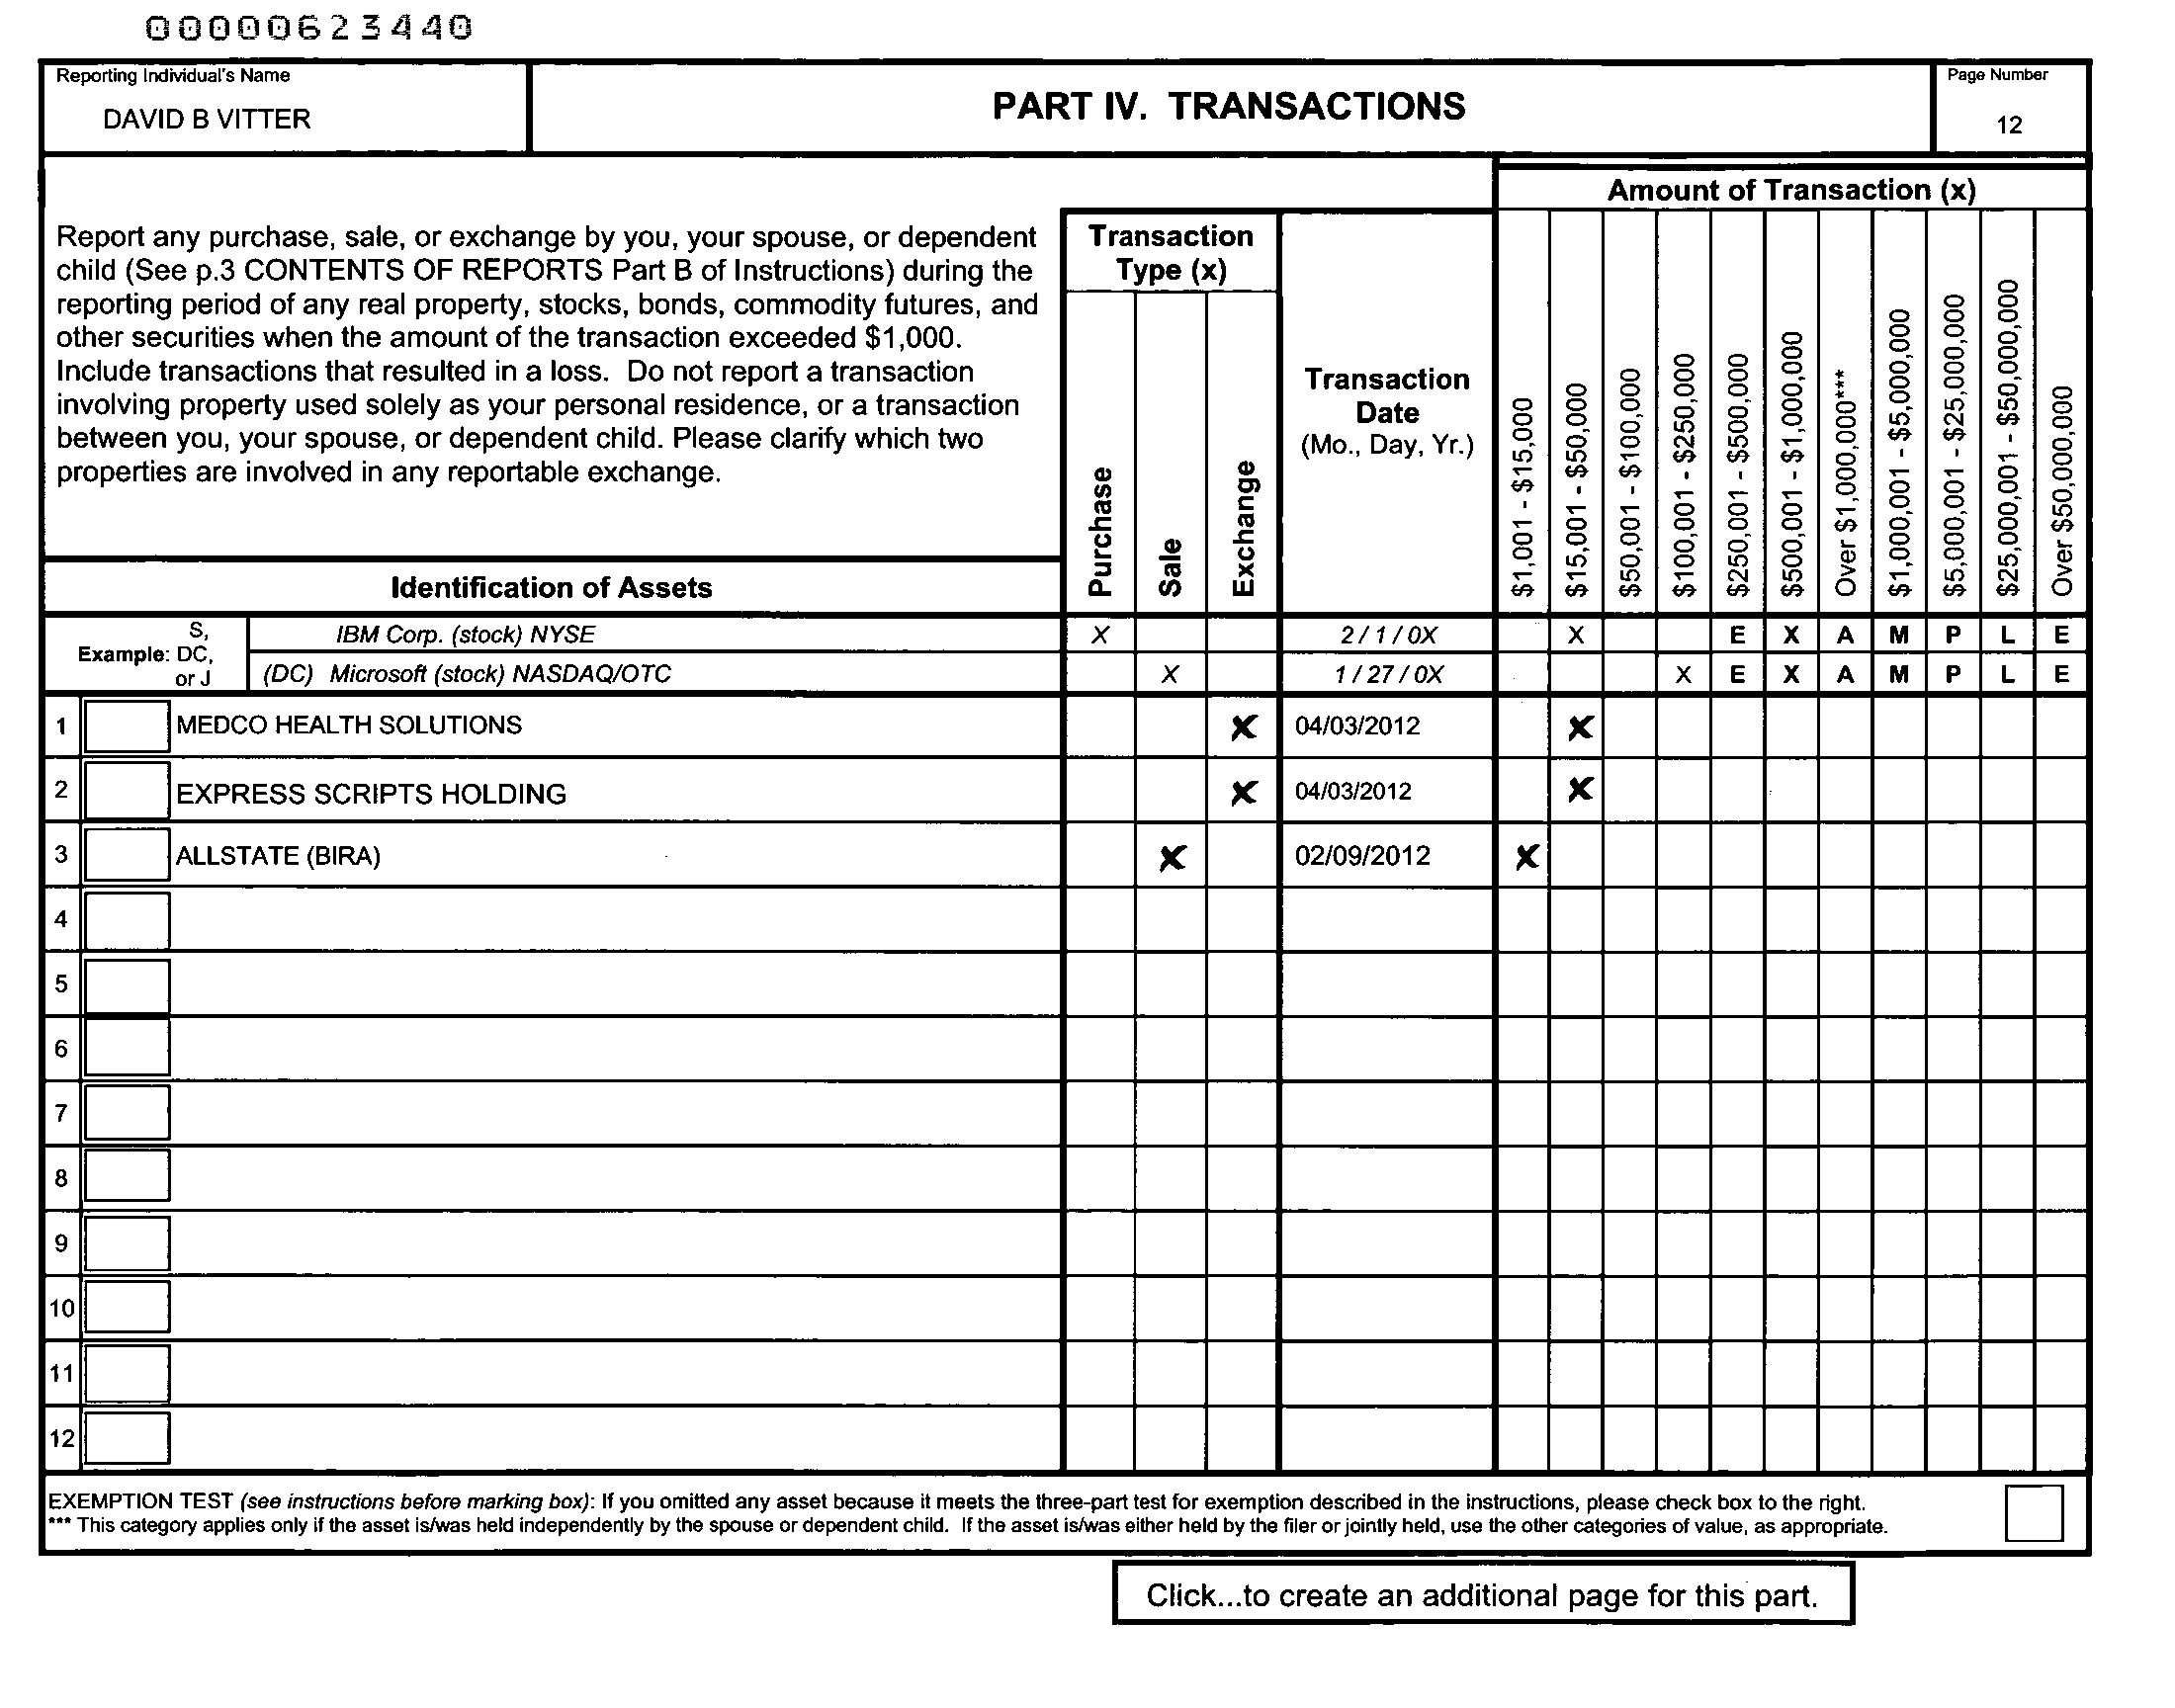 00000623440
Reporting Individual's Name
DAVID B VITTER
PART IV. TRANSACTIONS
Page Number
12
Amount of Transaction (x)
Report any purchase, sale, or exchange by you, your spouse, or dependent
child (See p.3 CONTENTS OF REPORTS Part B of Instructions) during the
reporting period of any real property, stocks, bonds, commodity futures, and
other securities when the amount of the transaction exceeded $1,000.
Include transactions that resulted in a loss. Do not report a transaction
involving property used solely as your personal residence, or a transaction
between you, your spouse, or dependent child. Please clarify which two
properties are involved in any reportable exchange.
Transaction
Type (x)
Purchase
Sale
Exchange
Transaction
Date
(Mo., Day, Yr.)
$1,001 - $15,000
$15,001 - $50,000
$50,001 - $100,000
$100,001 - $250,000
$250,001 - $500,000
$500,001 - $1,000,000
Over $1,000,000***
$1,000,001 - $5,000,000
$5,000,001 - $25,000,000
$25,000,001 - $50,000,000
Over $50,000,000
Identification of Assets
Example: S, DC, or J
IBM Corp. (stock) NYSE X 2 / 1 / 0X X E X A M P L E
(DC) Microsoft (stock) NASDAQ/OTC X 1 / 27 / 0X X E X A M P L E
1 MEDCO HEALTH SOLUTIONS X 04/03/2012 X
2 EXPRESS SCRIPTS HOLDING X 04/03/2012 X
3 ALLSTATE (BIRA) X 02/09/2012 X
4
5
6
7
8
9
10
11
12
EXEMPTION TEST (see instructions before marking box): If you omitted any asset because it meets the three-part test for exemption described in the instructions, please check box to the right.
*** This category applies only if the asset is/was held independently by the spouse or dependent child. If the asset is/was either held by the filer or jointly held, use the other categories of value, as appropriate.
Click...to create an additional page for this part.